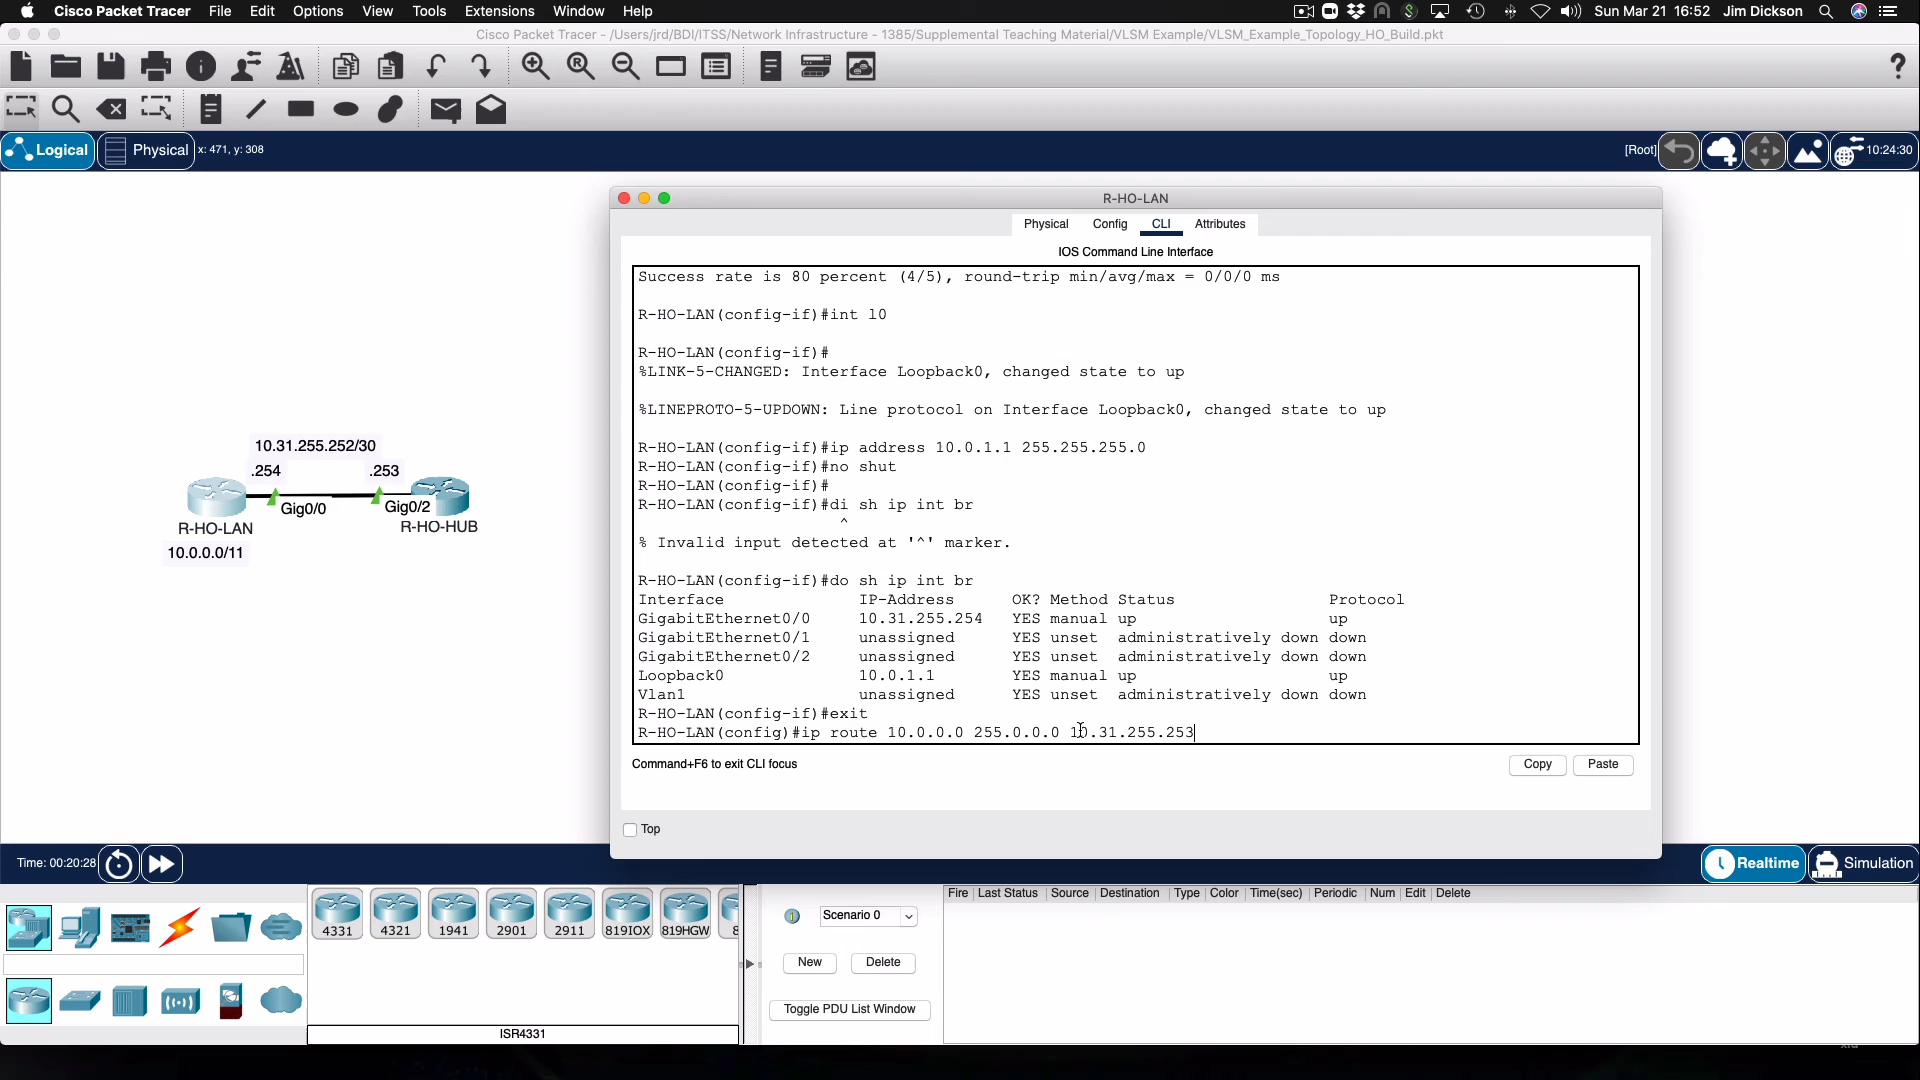 Cisco Packet Tracer File Edit Options View Tools Extensions Window Help
Sun Mar 21 16:52 Jim Dickson
Cisco Packet Tracer - /Users/jrd/BDI/ITSS/Network Infrastructure - 1385/Supplemental Teaching Material/VLSM Example/VLSM_Example_Topology_HO_Build.pkt
Logical Physical x: 471, y: 308
[Root] 10:24:30
10.31.255.252/30
.254 .253
Gig0/0 Gig0/2
R-HO-LAN R-HO-HUB
10.0.0.0/11
R-HO-LAN
Physical Config CLI Attributes
IOS Command Line Interface
Success rate is 80 percent (4/5), round-trip min/avg/max = 0/0/0 ms
R-HO-LAN(config-if)#int l0
R-HO-LAN(config-if)#
%LINK-5-CHANGED: Interface Loopback0, changed state to up
%LINEPROTO-5-UPDOWN: Line protocol on Interface Loopback0, changed state to up
R-HO-LAN(config-if)#ip address 10.0.1.1 255.255.255.0
R-HO-LAN(config-if)#no shut
R-HO-LAN(config-if)#
R-HO-LAN(config-if)#di sh ip int br
^
% Invalid input detected at '^' marker.
R-HO-LAN(config-if)#do sh ip int br
Interface IP-Address OK? Method Status Protocol
GigabitEthernet0/0 10.31.255.254 YES manual up up
GigabitEthernet0/1 unassigned YES unset administratively down down
GigabitEthernet0/2 unassigned YES unset administratively down down
Loopback0 10.0.1.1 YES manual up up
Vlan1 unassigned YES unset administratively down down
R-HO-LAN(config-if)#exit
R-HO-LAN(config)#ip route 10.0.0.0 255.0.0.0 10.31.255.253
Command+F6 to exit CLI focus
Copy Paste
Top
Time: 00:20:28
Realtime Simulation
4331 4321 1941 2901 2911 819IOX 819HGW 8
ISR4331
Scenario 0
New Delete
Toggle PDU List Window
Fire Last Status Source Destination Type Color Time(sec) Periodic Num Edit Delete